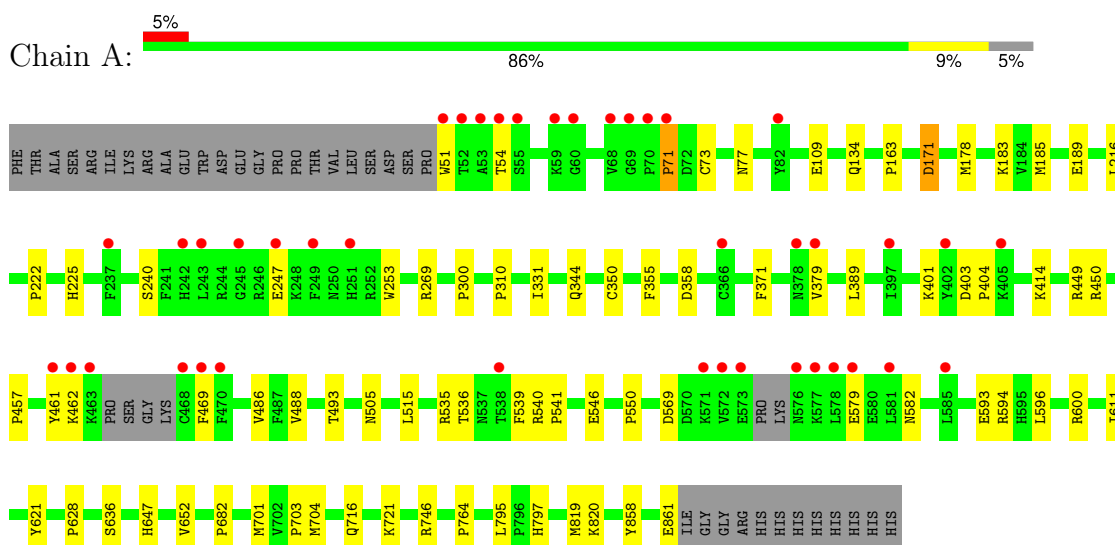 5%
Chain A:
86% 9% 5%
PHE THR ALA SER ARG ILE LYS ARG ALA GLU TRP ASP GLU GLY PRO PRO THR VAL LEU SER ASP SER PRO W51 T52 A53 T54 S55 K59 G60 V68 G69 P70 P71 D72 C73 N77 Y82 E109 Q134 P163 D171 M178 K183 V184 M185 E189
P222 H225 F237 S240 F241 H242 L243 R244 G245 R246 E247 K248 F249 N250 H251 R252 W253 R269 P300 P310 I331 Q344 C350 F355 D358 C366 F371 N378 V379 L389 I397 K401 Y402 D403 P404 K405 K414 R449 R450
P457 Y461 K462 K463 PRO SER GLY LYS C468 F469 F470 V486 F487 V488 T493 N505 L515 R535 T536 N537 T538 F539 R540 P541 E546 P550 D569 D570 K571 V572 E573 PRO LYS N576 K577 L578 E579 E580 L581 N582 L585 E593 R594 H595 L596 R600
Y621 P628 S636 H647 V652 P682 M701 V702 P703 M704 Q716 K721 R746 P764 L795 P796 H797 M819 K820 Y858 E861 ILE GLY GLY ARG HIS HIS HIS HIS HIS HIS HIS HIS